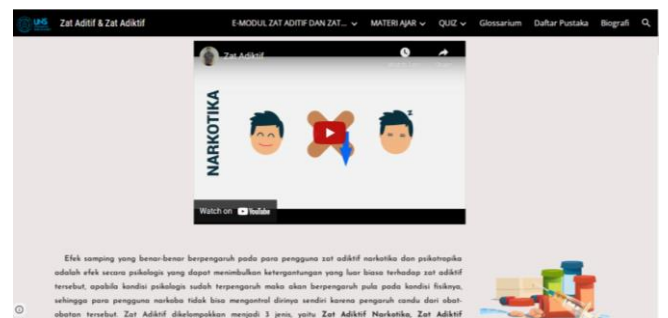 UNS
Zat Aditif & Zat Adiktif
E-MODUL ZAT ADITIF DAN ZAT...
MATERI AJAR
QUIZ
Glossarium
Daftar Pustaka
Biografi
Zat Adiktif
NARKOTIKA
z
Watch on YouTube
Efek samping yang benar-benar berpengaruh pada para pengguna zat adiktif narkotika dan psikotropika
adalah efek secara psikologis yang dapat menimbulkan ketergantungan yang luar biasa terhadap zat adiktif
tersebut, apabila kondisi psikologis sudah terpengaruh maka akan berpengaruh pula pada kondisi fisiknya,
sehingga para pengguna narkoba tidak bisa mengontrol dirinya sendiri karena pengaruh candu dari obat-
obatan tersebut. Zat Adiktif dikelompokkan menjadi 3 jenis, yaitu Zat Adiktif Narkotika, Zat Adiktif